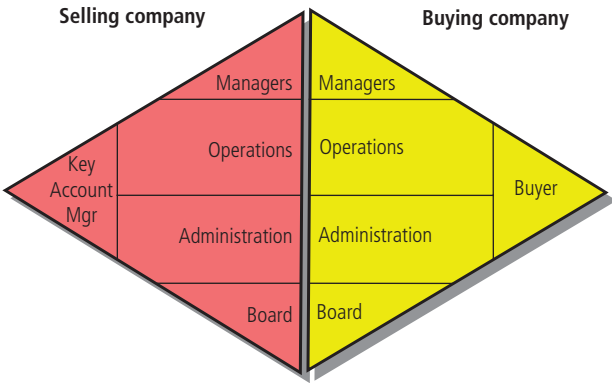 Selling company
Buying company
Managers
Managers
Operations
Operations
Key
Account
Mgr
Buyer
Administration
Administration
Board
Board